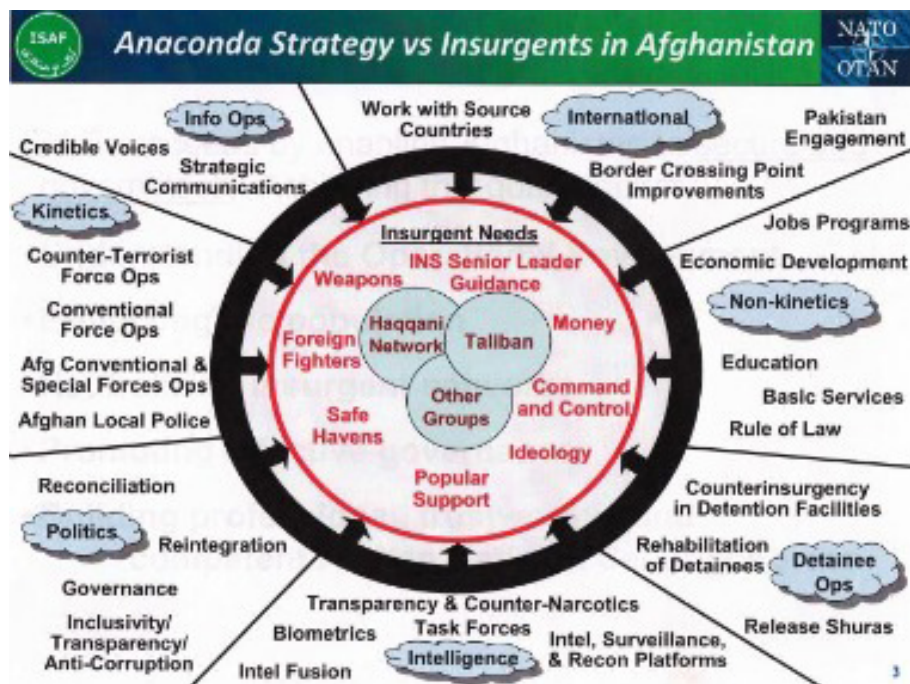 ISAF
Anaconda Strategy vs Insurgents in Afghanistan
NATO
OTAN
Info Ops
Credible Voices
Strategic
Communications
Work with Source
Countries
International
Border Crossing Point
Improvements
Pakistan
Engagement
Kinetics
Counter-Terrorist
Force Ops
Conventional
Force Ops
Afg Conventional &
Special Forces Ops
Afghan Local Police
Insurgent Needs
Weapons
INS Senior Leader
Guidance
Haqqani
Network
Taliban
Money
Foreign
Fighters
Other
Groups
Command
and Control
Safe
Havens
Ideology
Popular
Support
Jobs Programs
Economic Development
Non-kinetics
Education
Basic Services
Rule of Law
Reconciliation
Politics
Reintegration
Governance
Inclusivity/
Transparency/
Anti-Corruption
Transparency & Counter-Narcotics
Task Forces
Biometrics
Intelligence
Intel, Surveillance,
& Recon Platforms
Intel Fusion
Counterinsurgency
in Detention Facilities
Rehabilitation
of Detainees
Detainee
Ops
Release Shuras
3